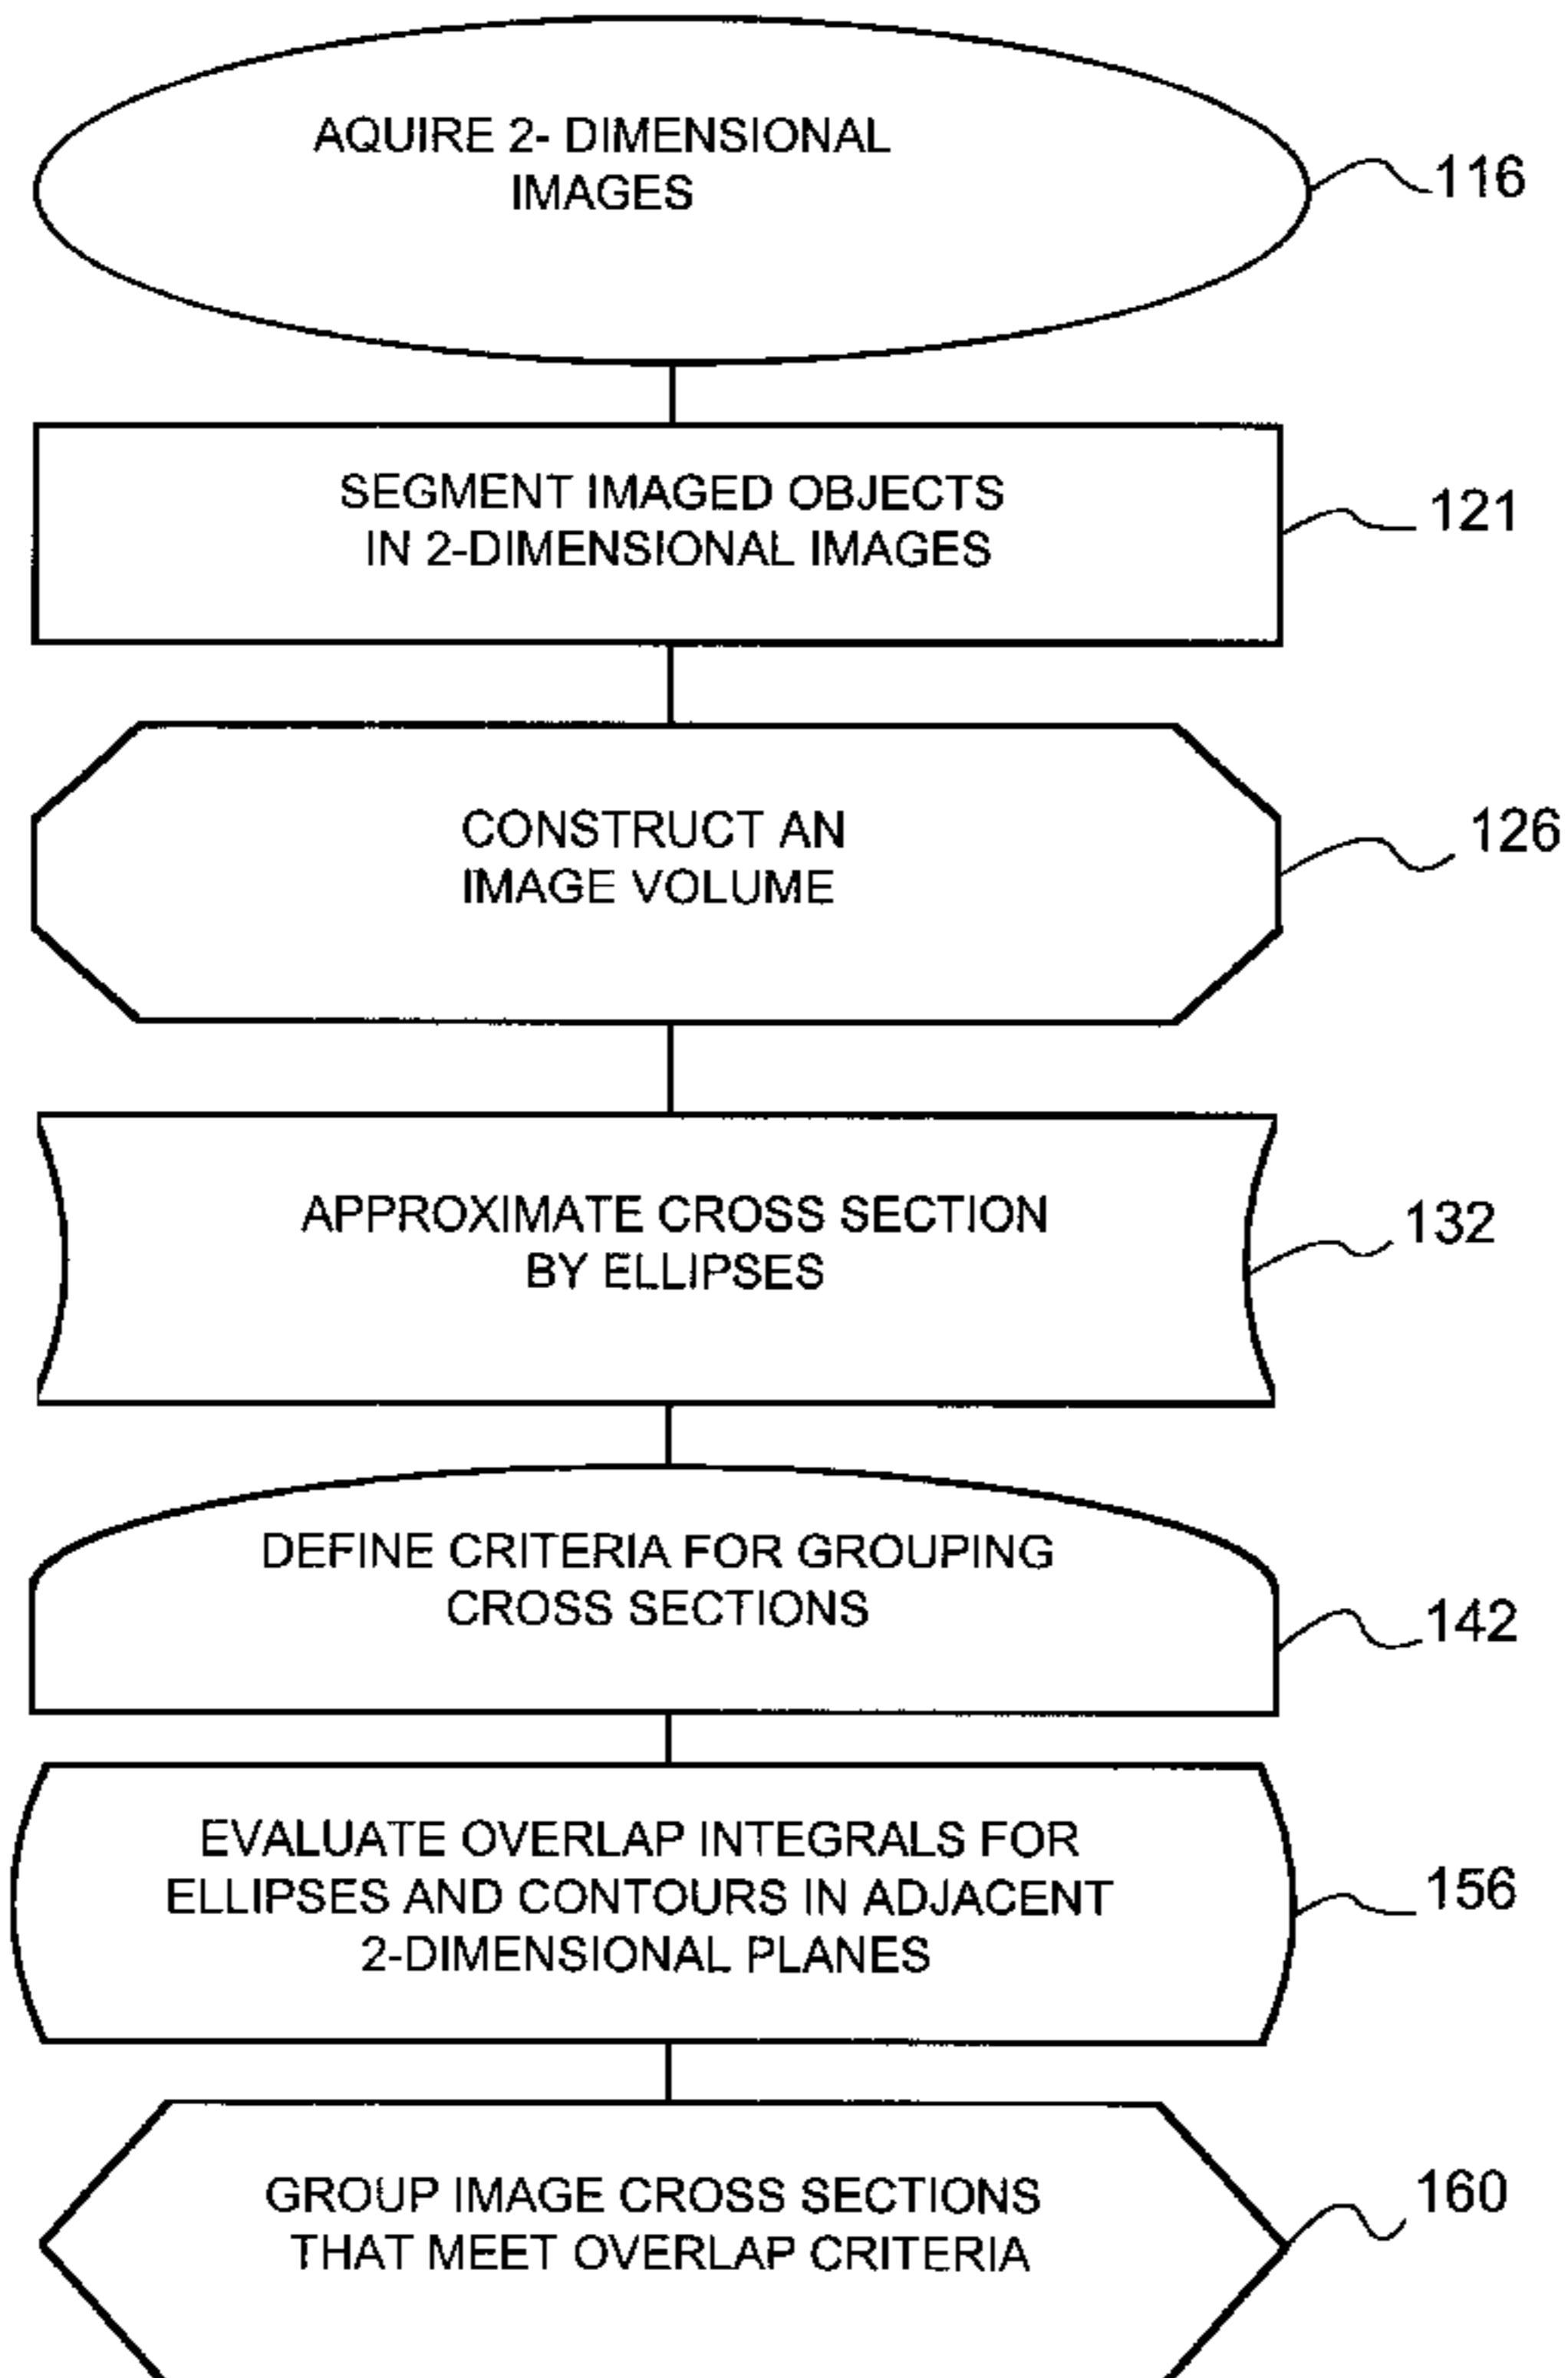 AQUIRE 2- DIMENSIONAL
IMAGES
116
SEGMENT IMAGED OBJECTS
IN 2-DIMENSIONAL IMAGES
121
CONSTRUCT AN
IMAGE VOLUME
126
APPROXIMATE CROSS SECTION
BY ELLIPSES
132
DEFINE CRITERIA FOR GROUPING
CROSS SECTIONS
142
EVALUATE OVERLAP INTEGRALS FOR
ELLIPSES AND CONTOURS IN ADJACENT
2-DIMENSIONAL PLANES
156
GROUP IMAGE CROSS SECTIONS
THAT MEET OVERLAP CRITERIA
160